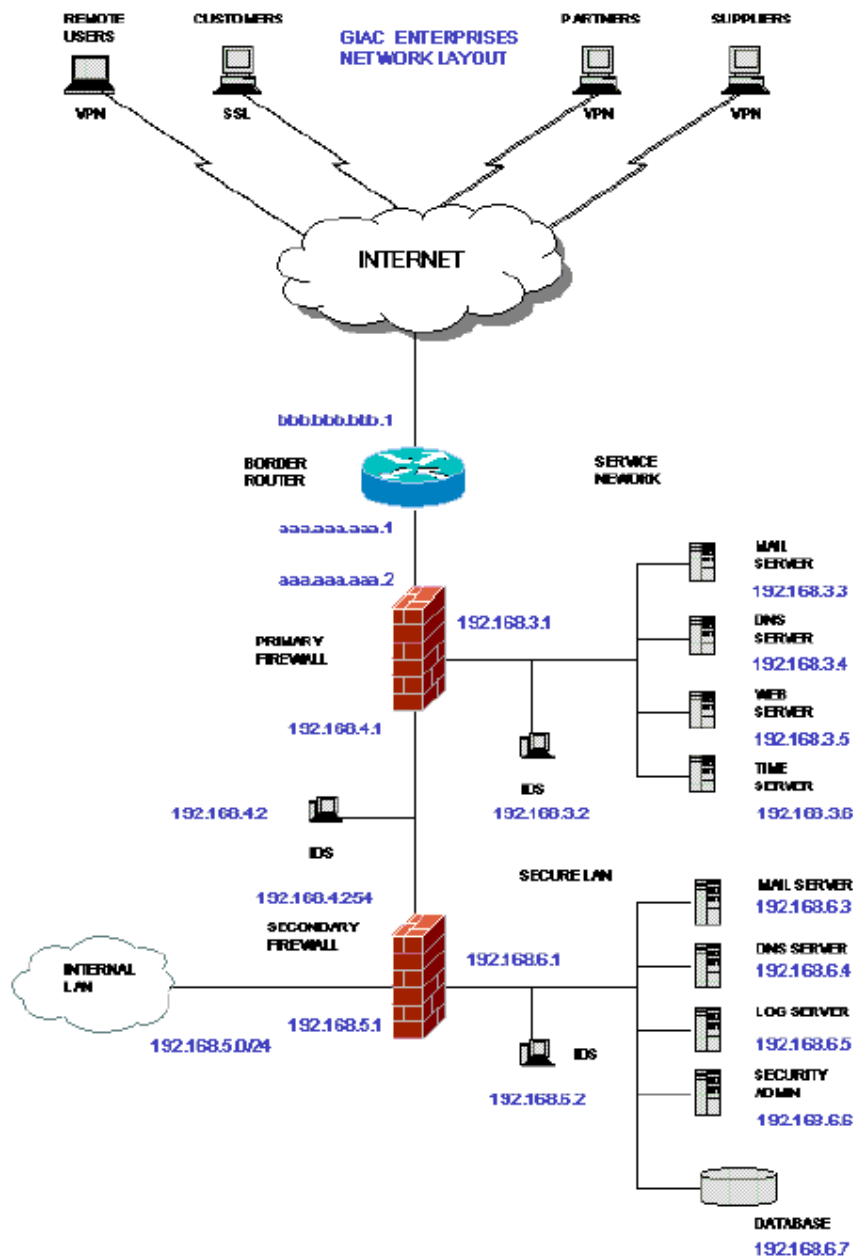 REMOTE USERS
CUSTOMERS
GIAC ENTERPRISES
NETWORK LAYOUT
PARTNERS
SUPPLIERS
VPN
SSL
VPN
VPN
INTERNET
bbb.bbb.bbb.1
BORDER
ROUTER
SERVICE
NEWORK
aaa.aaa.aaa.1
aaa.aaa.aaa.2
MAIL
SERVER
192.168.3.3
192.168.3.1
DNS
SERVER
192.168.3.4
PRIMARY
FIREWALL
WEB
SERVER
192.168.3.5
192.168.4.1
TIME
SERVER
192.168.3.6
IDS
192.168.3.2
192.168.4.2
IDS
SECURE LAN
192.168.4.254
MAIL SERVER
192.168.6.3
SECONDARY
FIREWALL
192.168.6.1
DNS SERVER
192.168.6.4
INTERNAL
LAN
192.168.5.1
192.168.5.0/24
LOG SERVER
192.168.6.5
IDS
192.168.6.2
SECURITY
ADMIN
192.168.6.6
DATABASE
192.168.6.7